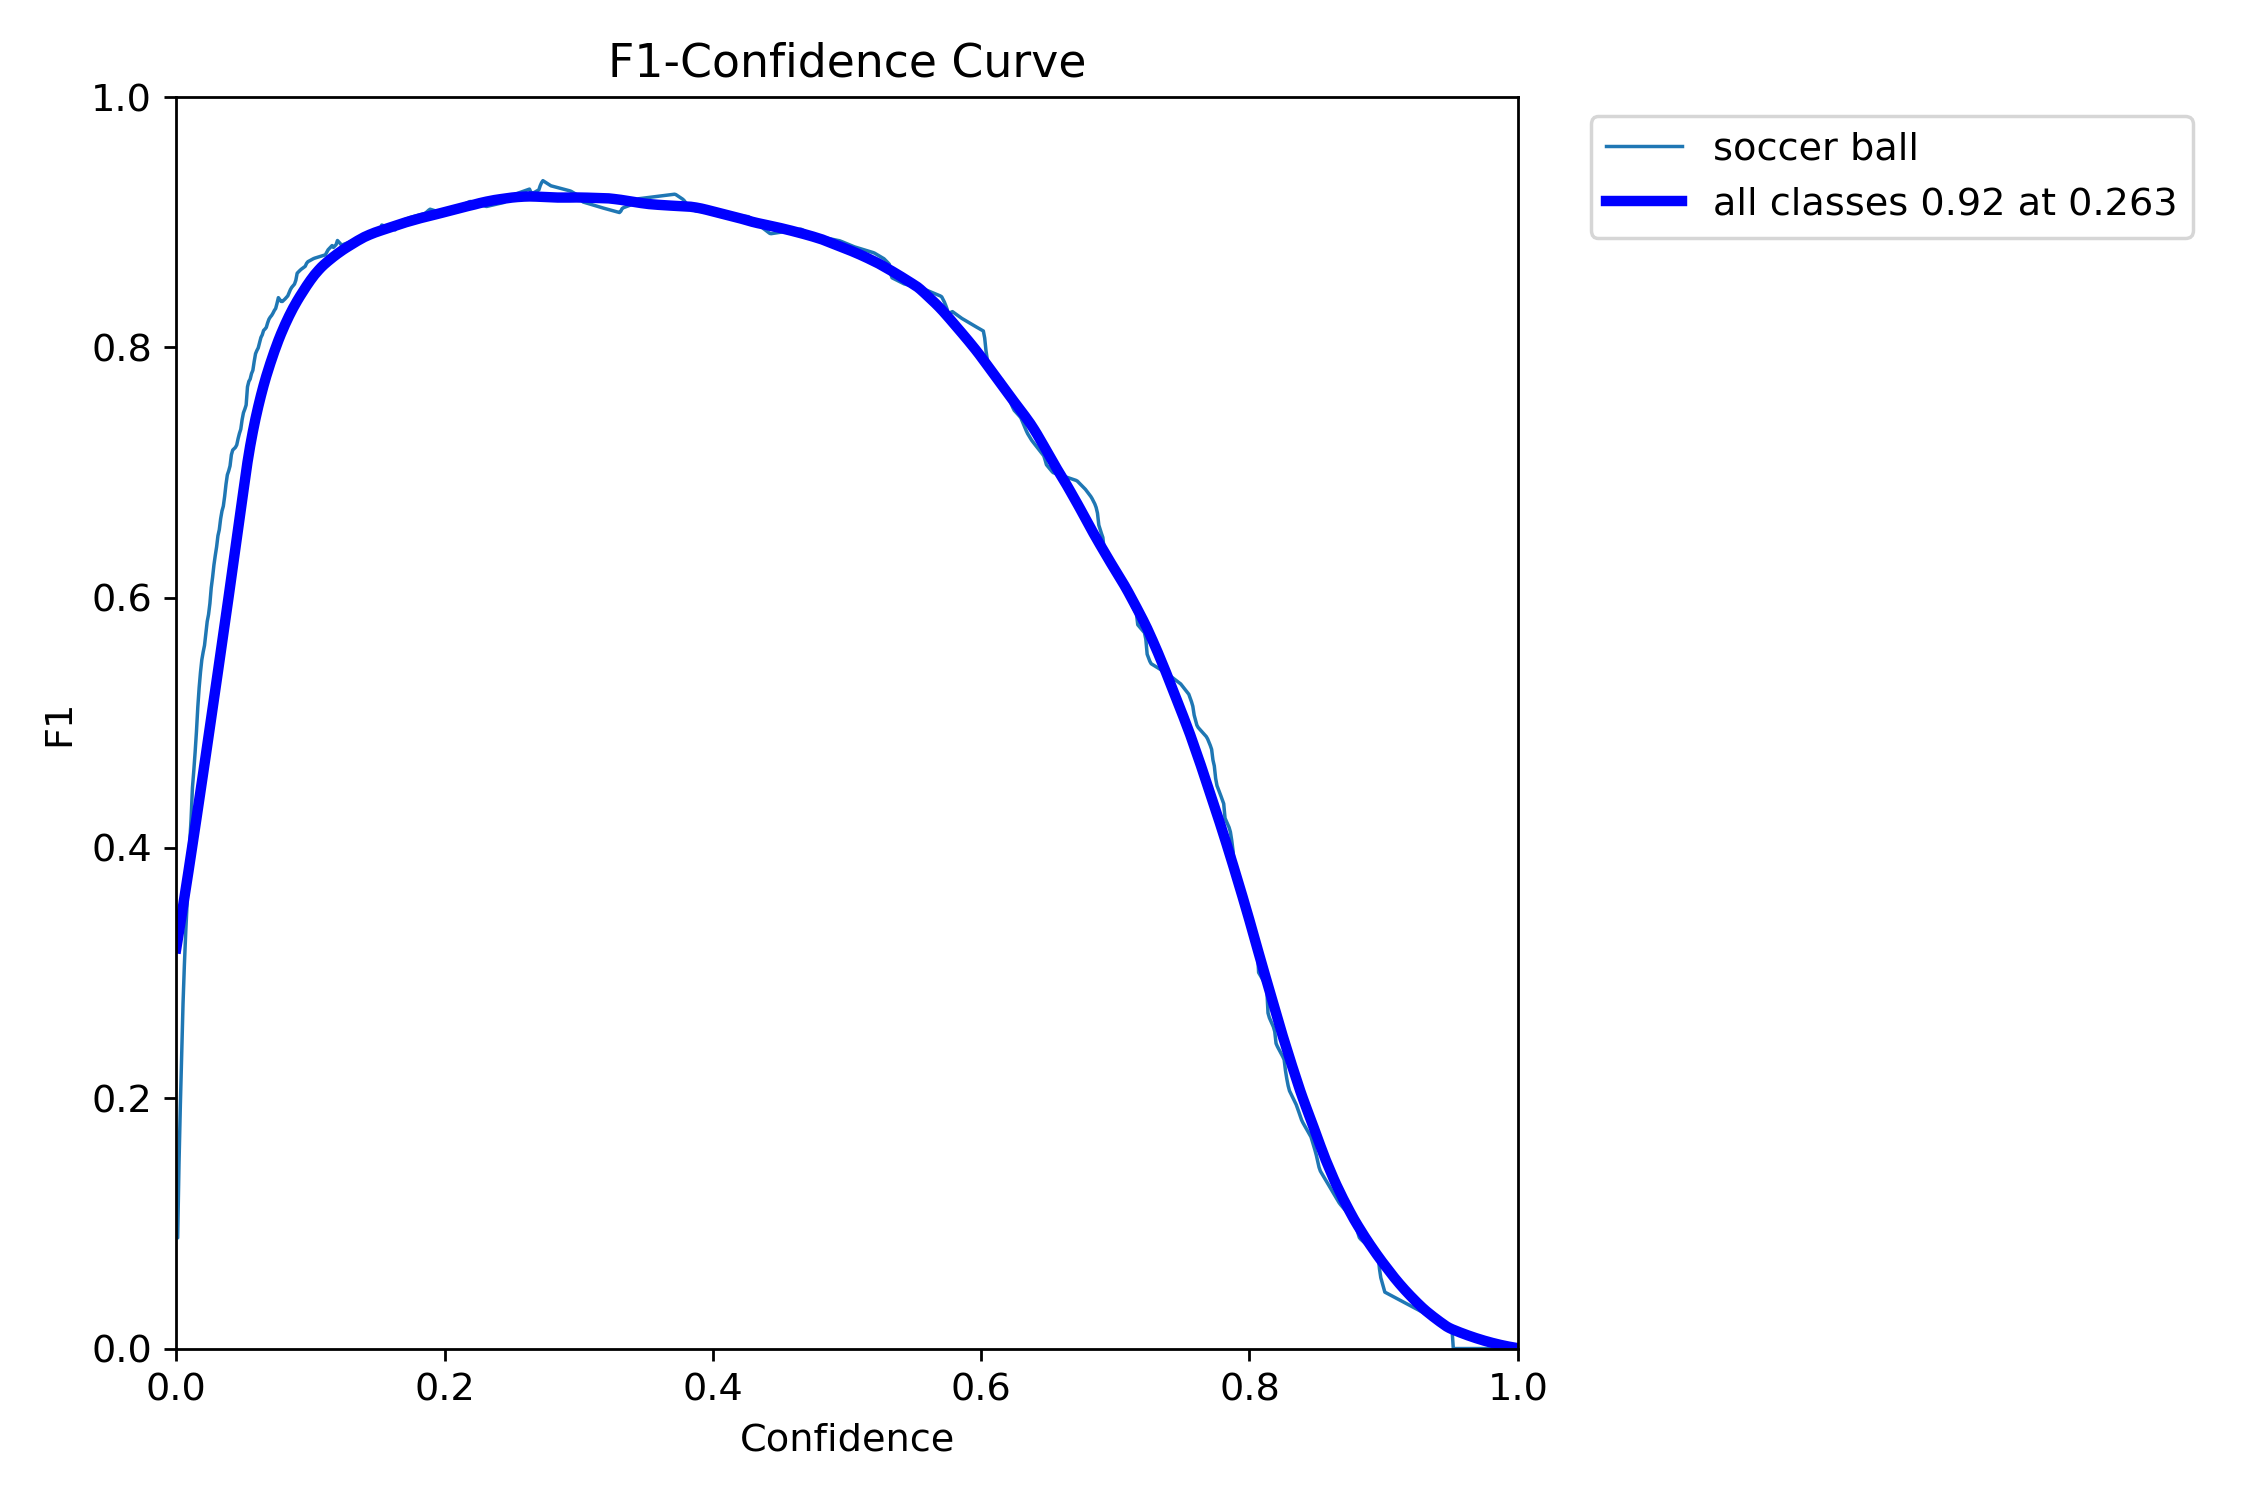 F1-Confidence Curve
soccer ball
all classes 0.92 at 0.263
F1
1.0
0.8
0.6
0.4
0.2
0.0
0.0 0.2 0.4 0.6 0.8 1.0
Confidence